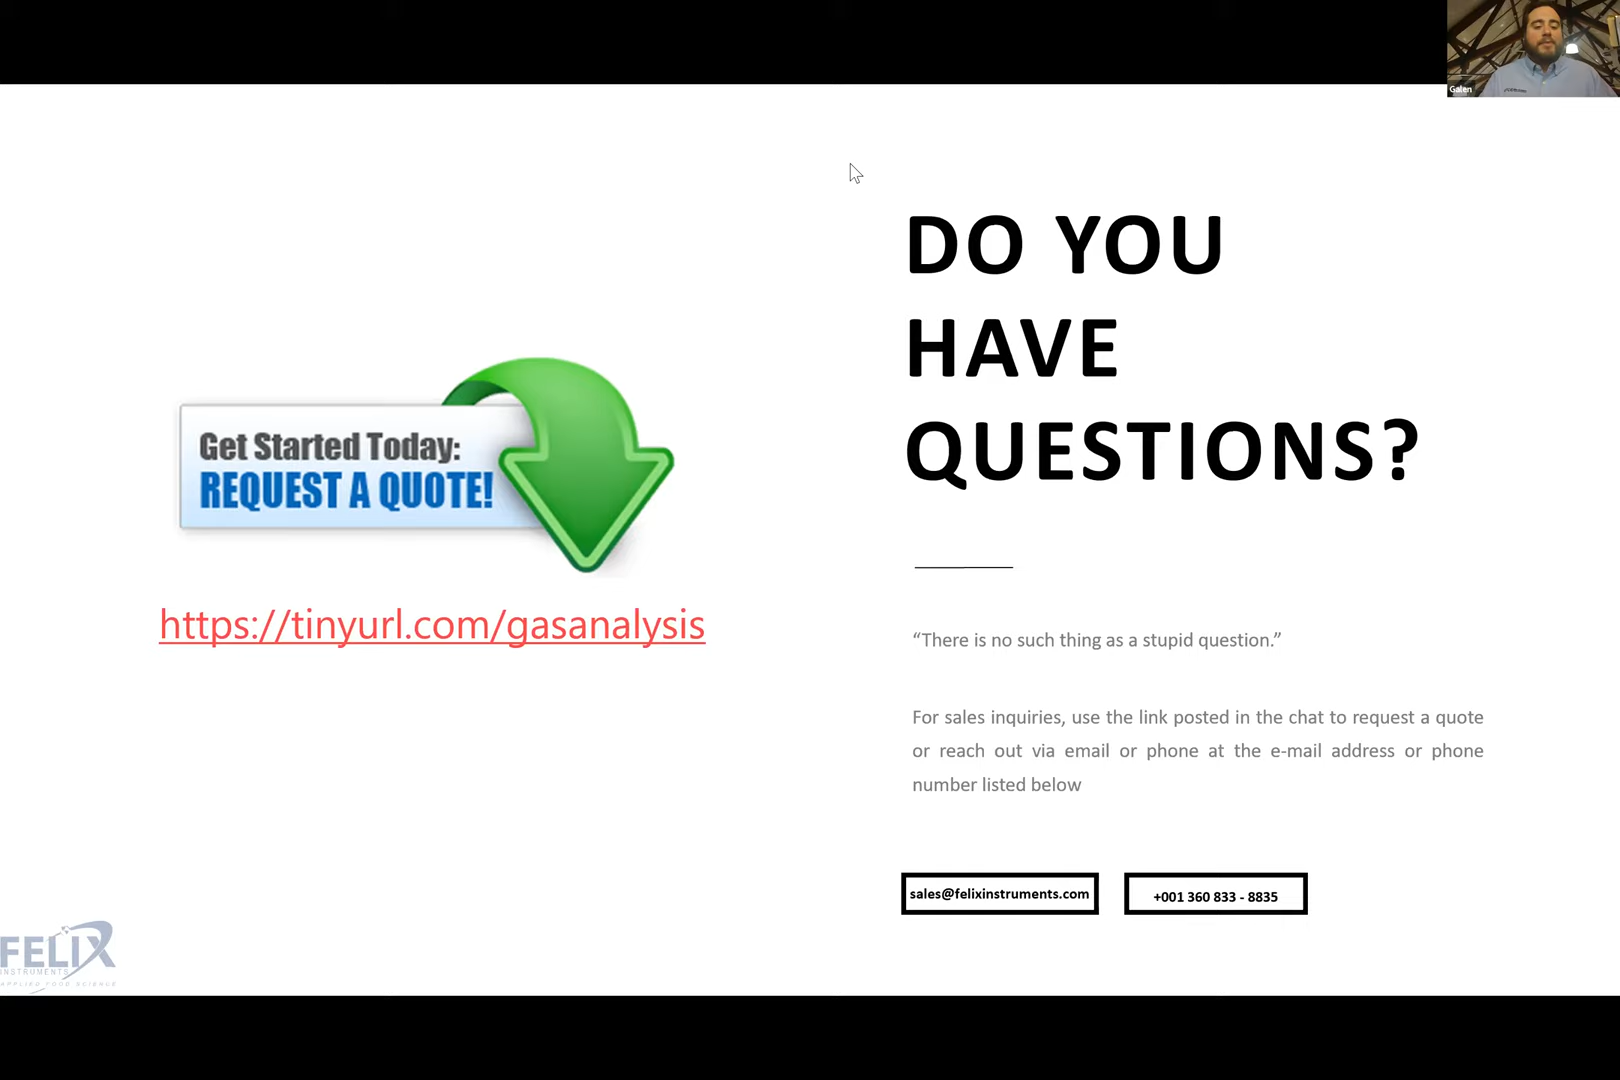 Galen
DO YOU
HAVE
QUESTIONS?
Get Started Today:
REQUEST A QUOTE!
https://tinyurl.com/gasanalysis
“There is no such thing as a stupid question.”
For sales inquiries, use the link posted in the chat to request a quote
or reach out via email or phone at the e-mail address or phone
number listed below
sales@felixinstruments.com
+001 360 833 - 8835
FELIX
INSTRUMENTS
APPLIED FOOD SCIENCE